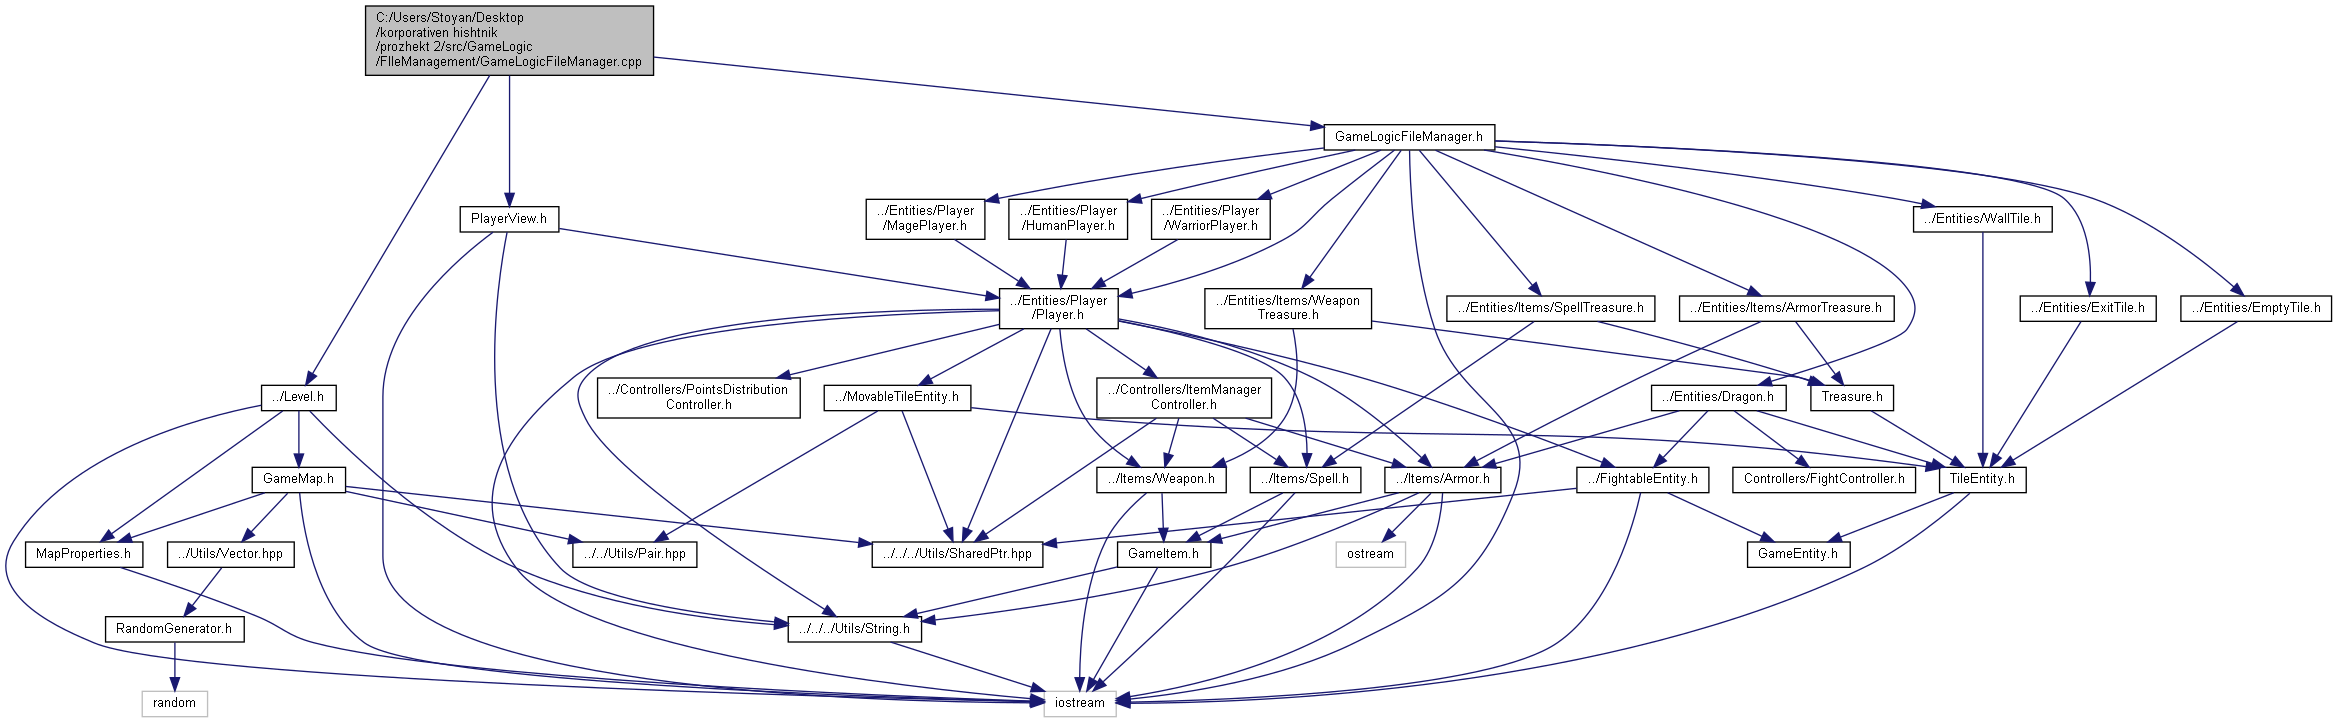 C:/Users/Stoyan/Desktop
/korporativen hishtnik
/prozhekt 2/src/GameLogic
/FIleManagement/GameLogicFileManager.cpp
GameLogicFileManager.h
PlayerView.h
../Entities/Player
/MagePlayer.h
../Entities/Player
/HumanPlayer.h
../Entities/Player
/WarriorPlayer.h
../Entities/WallTile.h
../Entities/Player
/Player.h
../Entities/Items/Weapon
Treasure.h
../Entities/Items/SpellTreasure.h
../Entities/Items/ArmorTreasure.h
../Entities/ExitTile.h
../Entities/EmptyTile.h
../Level.h
../Controllers/PointsDistribution
Controller.h
../MovableTileEntity.h
../Controllers/ItemManager
Controller.h
../Entities/Dragon.h
Treasure.h
GameMap.h
../Items/Weapon.h
../Items/Spell.h
../Items/Armor.h
../FightableEntity.h
Controllers/FightController.h
TileEntity.h
MapProperties.h
../Utils/Vector.hpp
../../Utils/Pair.hpp
../../../Utils/SharedPtr.hpp
GameItem.h
ostream
GameEntity.h
RandomGenerator.h
../../../Utils/String.h
random
iostream